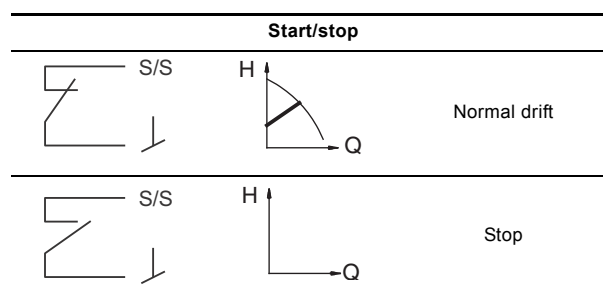 Start/stop
S/S
H
Q
Normal drift
S/S
H
Q
Stop